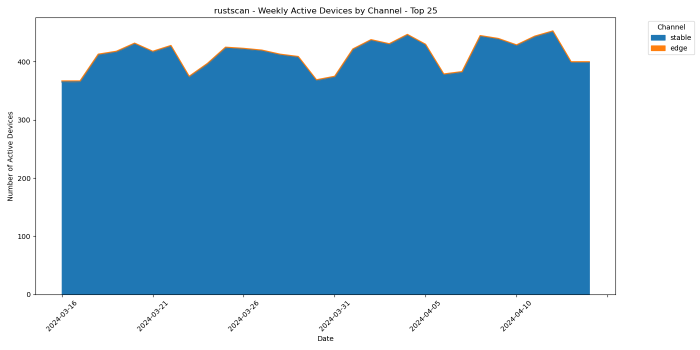 rustscan - Weekly Active Devices by Channel - Top 25
Channel
stable
edge
Number of Active Devices
400
300
200
100
0
2024-03-16
2024-03-21
2024-03-26
2024-03-31
2024-04-05
2024-04-10
Date